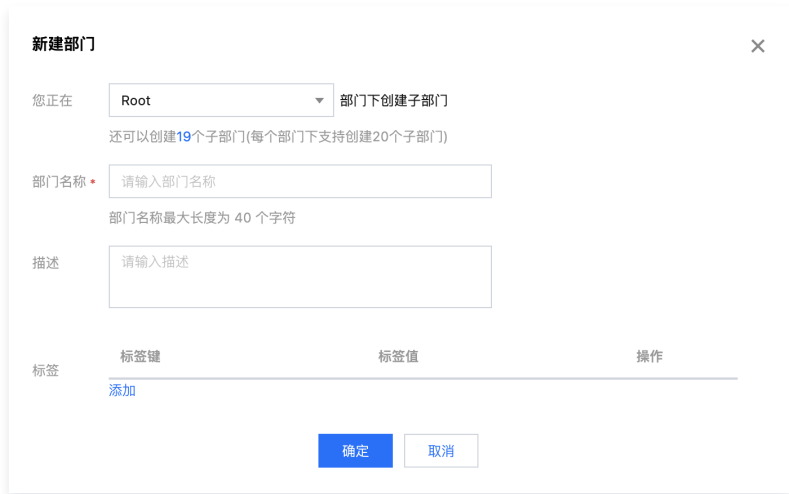 新建部门
您正在 Root 部门下创建子部门
还可以创建19个子部门(每个部门下支持创建20个子部门)
部门名称 * 请输入部门名称
部门名称最大长度为 40 个字符
描述 请输入描述
标签键 标签值 操作
标签
添加
确定 取消